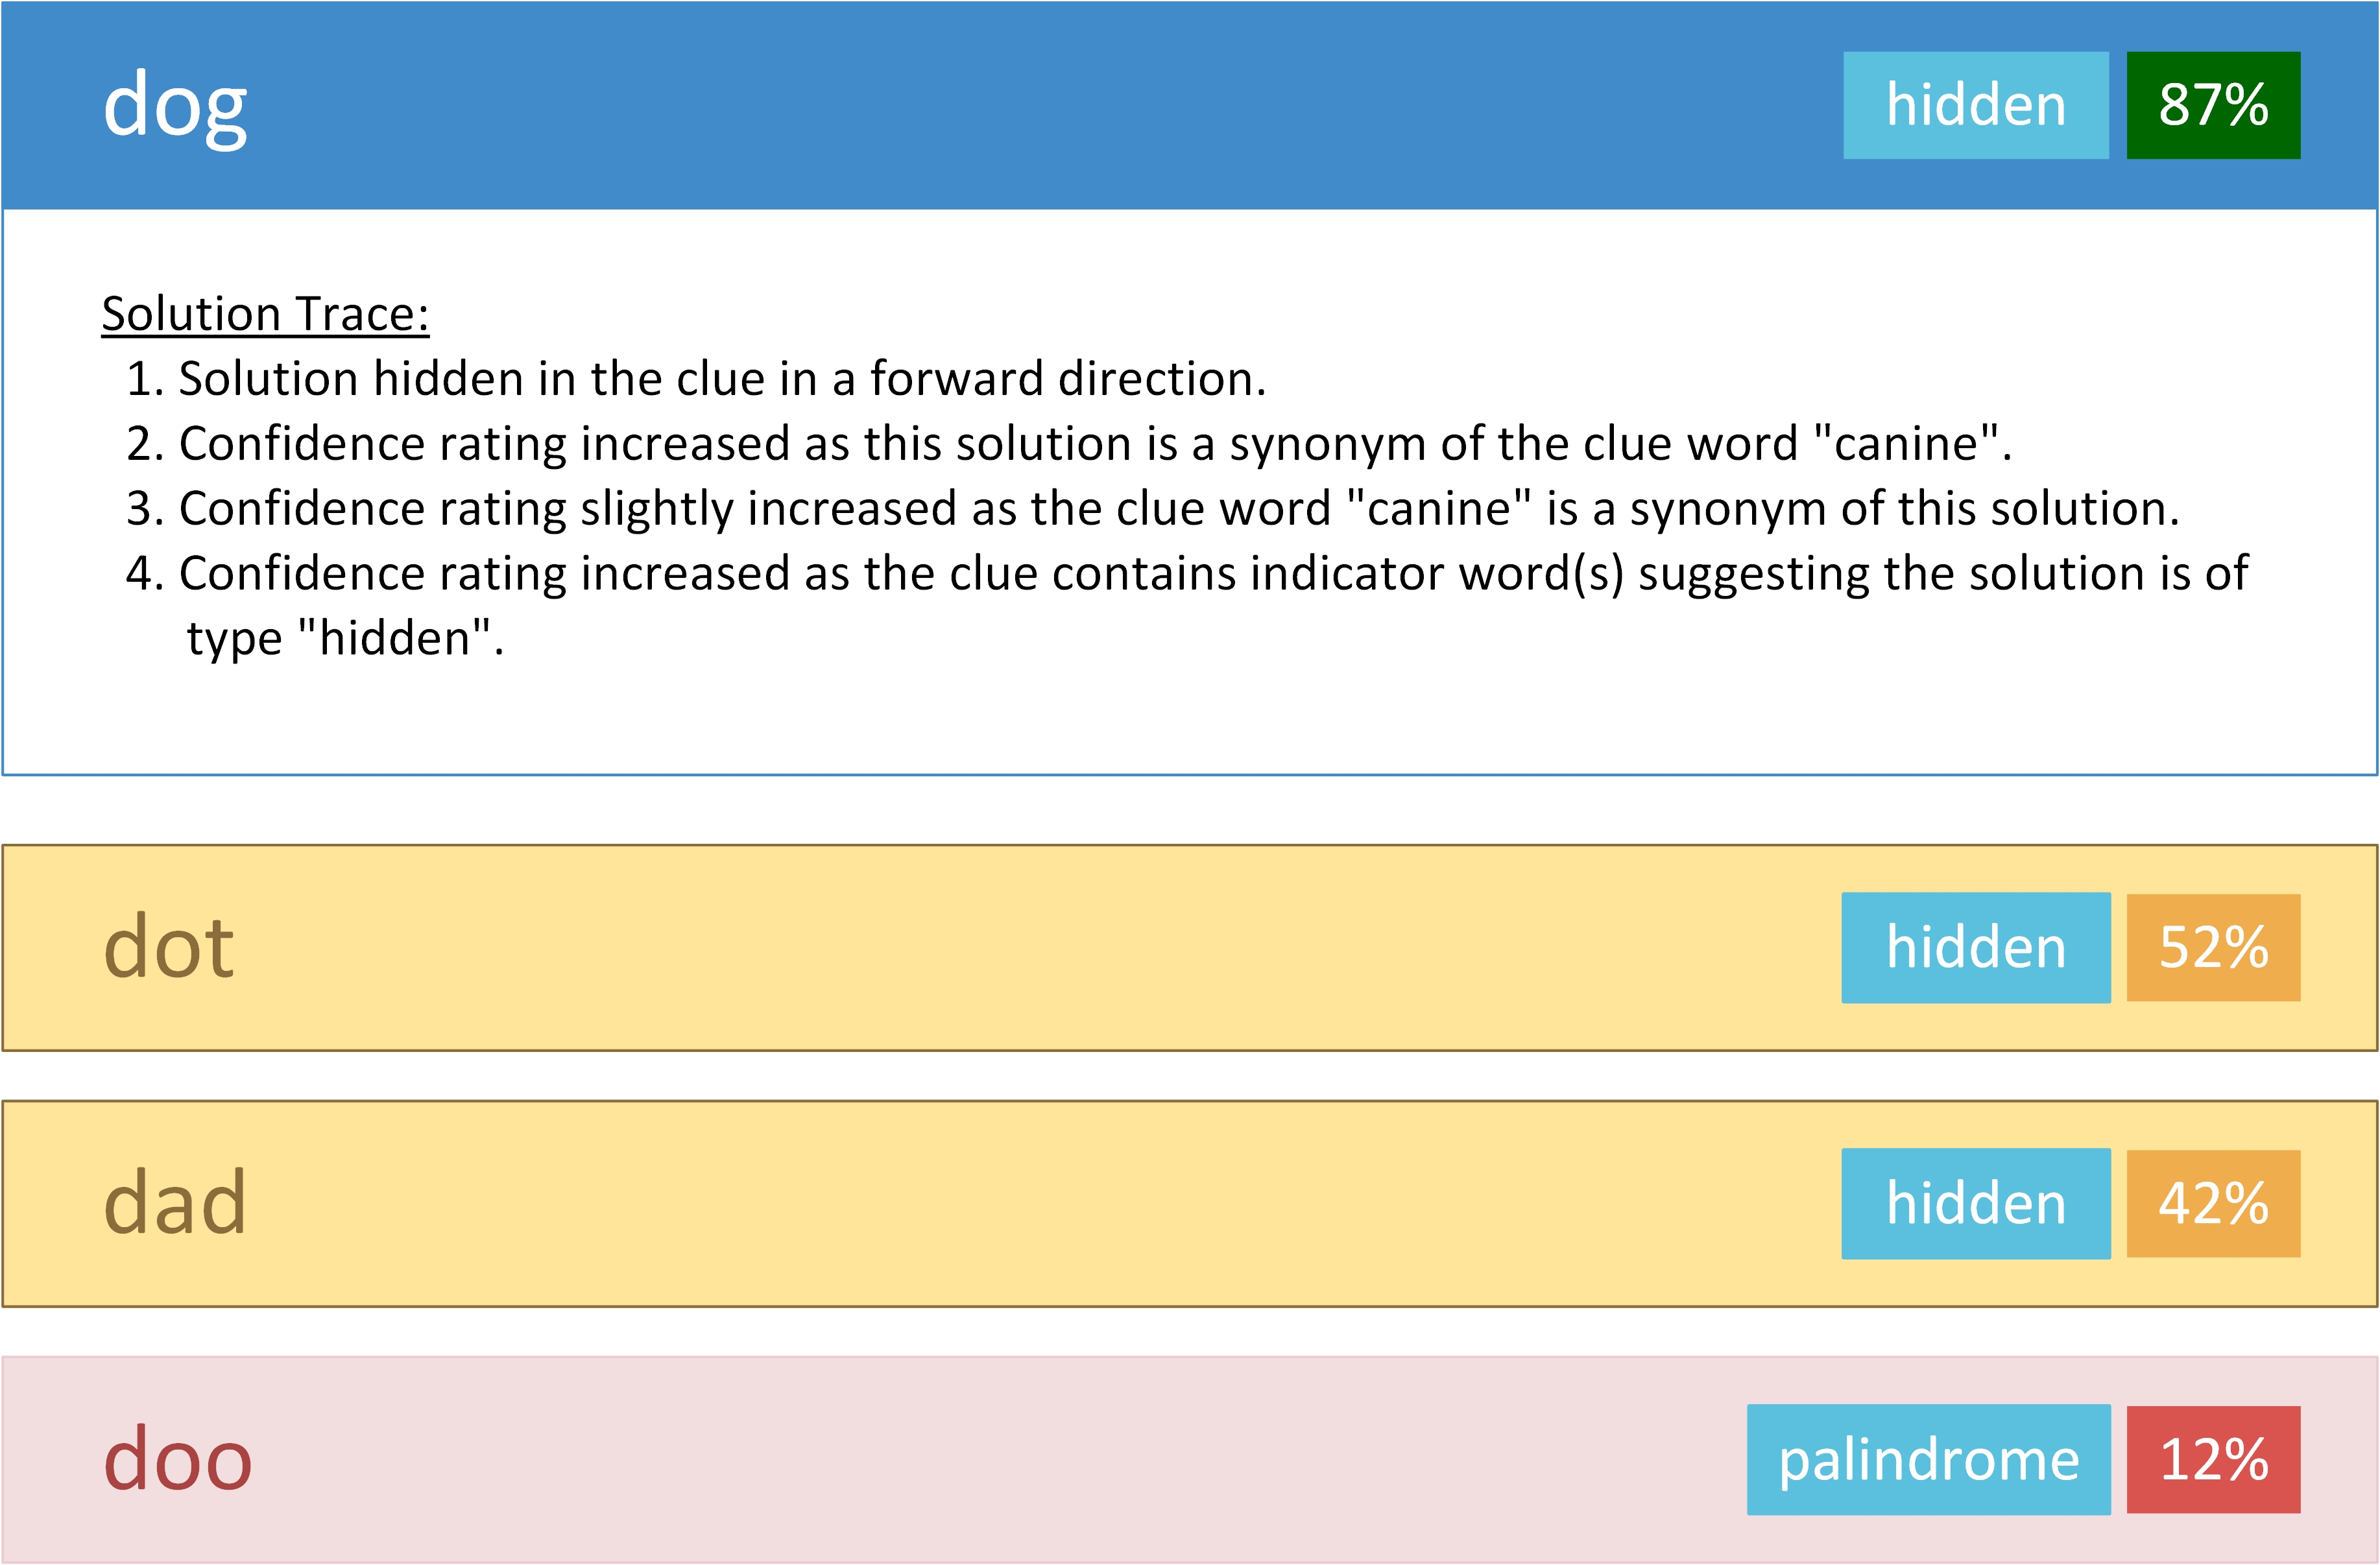 dog hidden 87%
Solution Trace:
1. Solution hidden in the clue in a forward direction.
2. Confidence rating increased as this solution is a synonym of the clue word "canine".
3. Confidence rating slightly increased as the clue word "canine" is a synonym of this solution.
4. Confidence rating increased as the clue contains indicator word(s) suggesting the solution is of
type "hidden".
dot hidden 52%
dad hidden 42%
doo palindrome 12%